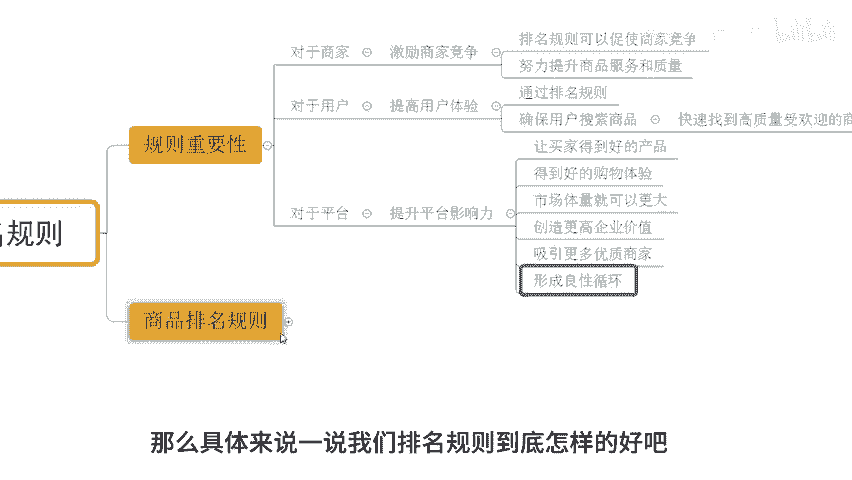 名规则
规则重要性
对于商家
激励商家竞争
排名规则可以促使商家竞争
努力提升商品服务和质量
对于用户
提高用户体验
通过排名规则
确保用户搜索商品
快速找到高质量受欢迎的商
对于平台
提升平台影响力
让买家得到好的产品
得到好的购物体验
市场体量就可以更大
创造更高企业价值
吸引更多优质商家
形成良性循环
商品排名规则
那么具体来说一说我们排名规则到底怎样的好吧